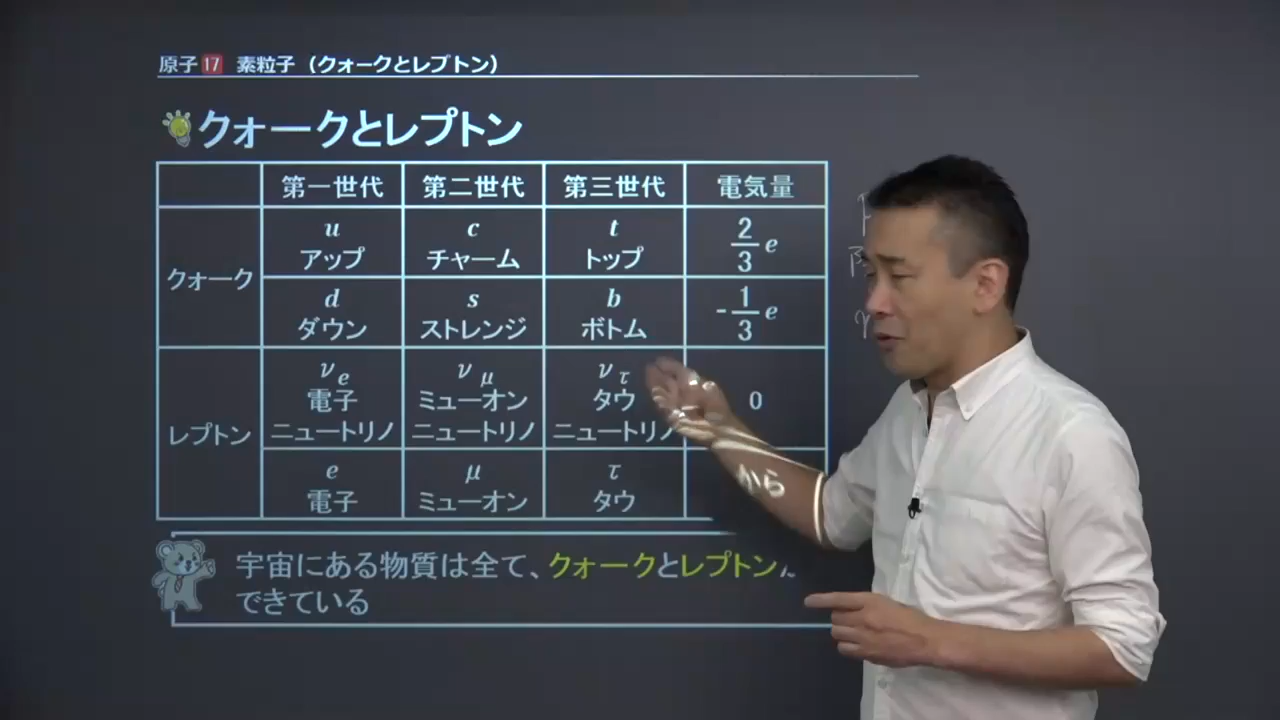 原子 17 素粒子（クォークとレプトン）
クォークとレプトン
第一世代 第二世代 第三世代 電気量
クォーク
u c t 2/3 e
アップ チャーム トップ
d s b -1/3 e
ダウン ストレンジ ボトム
レプトン
νe νμ ντ 0
電子 ミューオン タウ
ニュートリノ ニュートリノ ニュートリノ
e μ τ
電子 ミューオン タウ
宇宙にある物質は全て、クォークとレプトン
から
できている